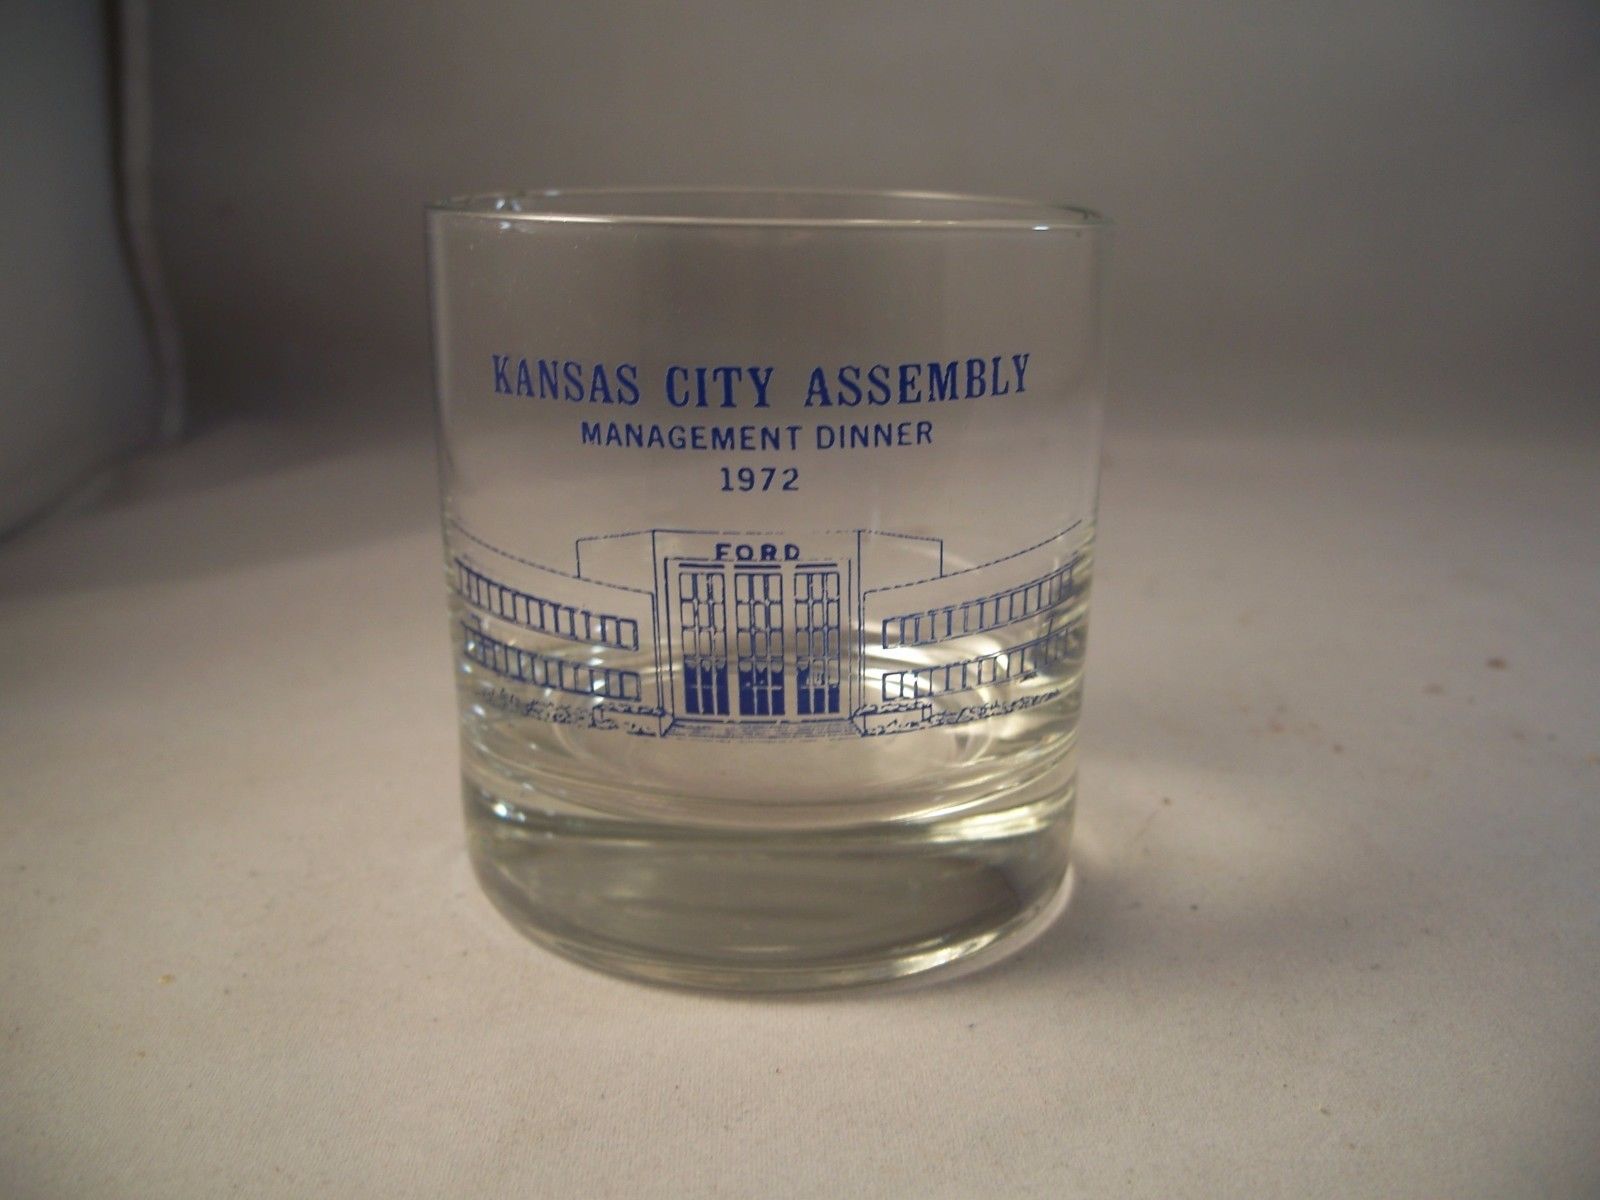 KANSAS CITY ASSEMBLY
MANAGEMENT DINNER
1972
FORD